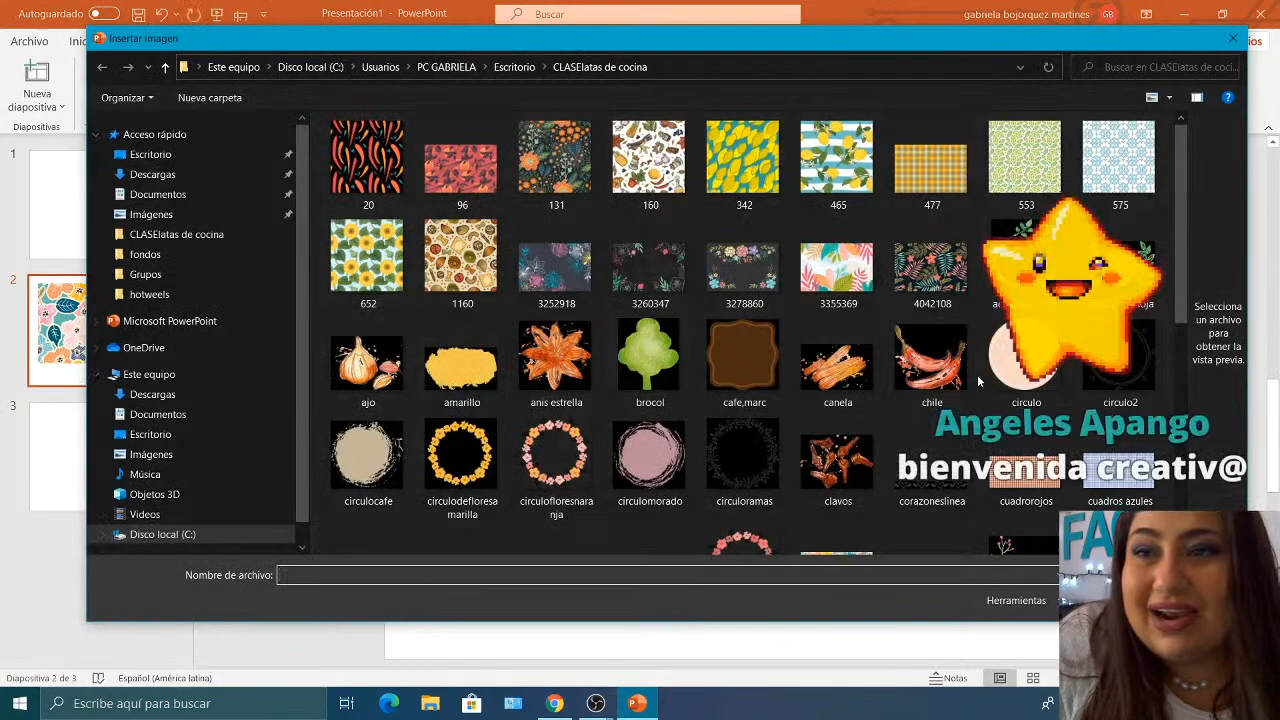 Autoguardado
Presentación1 - PowerPoint
Buscar
gabriela bojorquez martines
GB
Archivo
Nueva
diapositiva
Diapositivas
Insertar imagen
Este equipo > Disco local (C:) > Usuarios > PC GABRIELA > Escritorio > CLASElatas de cocina
Buscar en CLASElatas de coci...
Organizar
Nueva carpeta
Acceso rápido
Escritorio
Descargas
Documentos
Imágenes
CLASElatas de cocina
fondos
Grupos
hotweels
Microsoft PowerPoint
OneDrive
Este equipo
Descargas
Documentos
Escritorio
Imágenes
Música
Objetos 3D
Videos
Disco local (C:)
20
96
131
160
342
465
477
553
575
652
1160
3252918
3260347
3278860
3355369
4042108
ajo
amarillo
anis estrella
brocol
cafe,marc
canela
chile
circulo
circulo2
circulocafe
circulodefloresa
marilla
circulofloresnara
nja
circulomorado
circuloramas
clavos
corazoneslinea
cuadrorojos
cuadros azules
Selecciona
un archivo
para
obtener la
vista previa.
Angeles Apango
bienvenida creativ@
Nombre de archivo:
Herramientas
1
2
3
Diapositiva 2 de 3
Español (América latina)
Notas
Escribe aquí para buscar